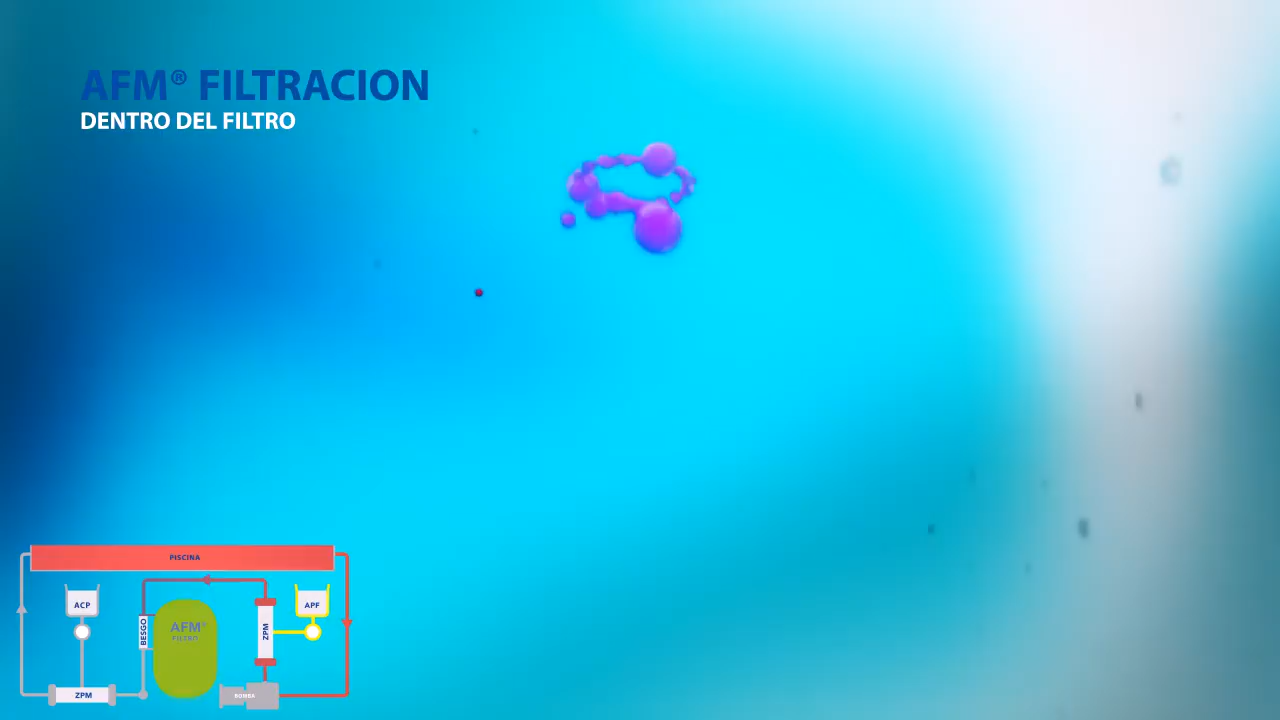 AFM® FILTRACION
DENTRO DEL FILTRO
PISCINA
ACP
APF
BESGO
AFM®
FILTRO
ZPM
ZPM
BOMBA